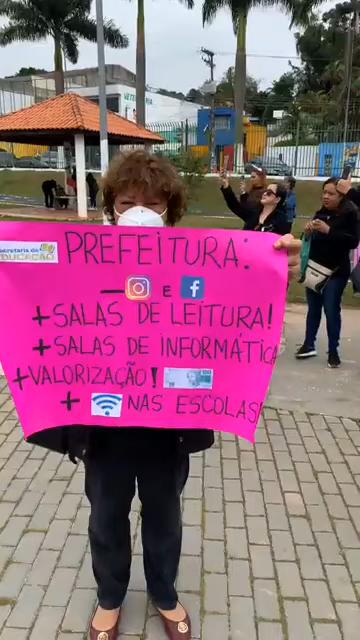 Secretaria da
EDUCAÇÃO
PREFEITURA:
- E
+SALAS DE LEITURA!
+SALAS DE INFORMÁTICA
+VALORIZAÇÃO!
+ NAS ESCOLAS!